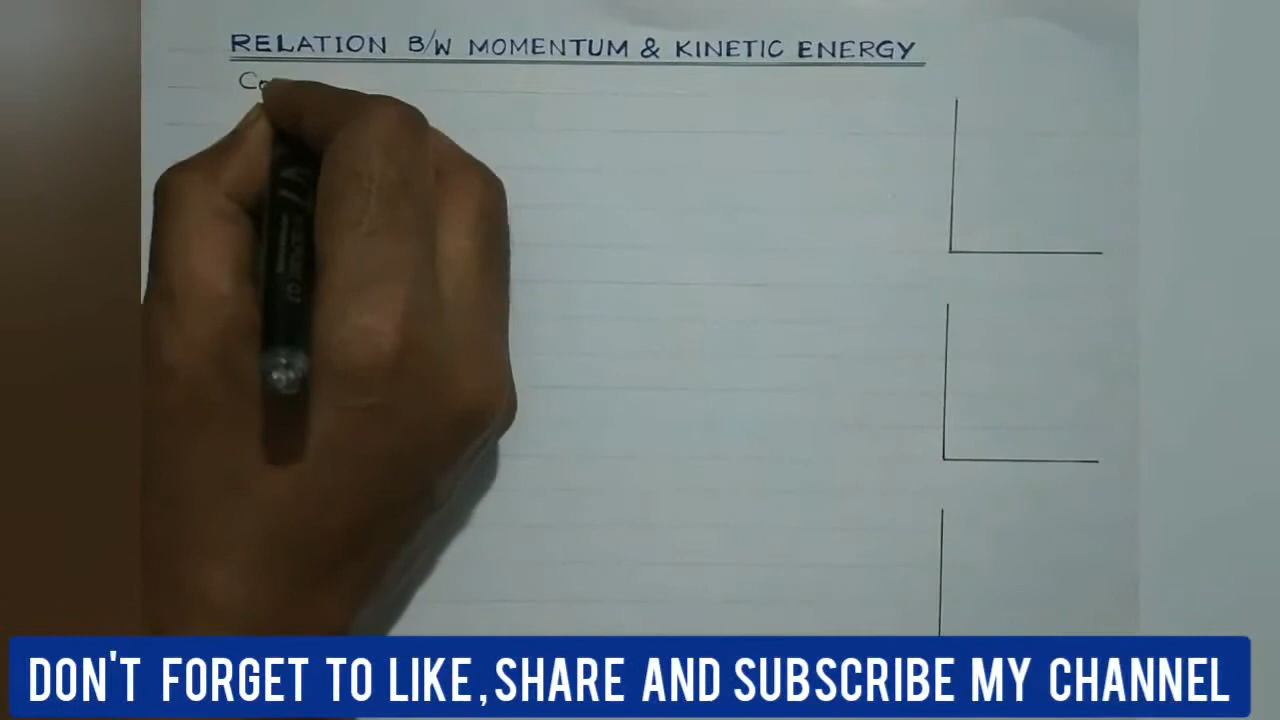 RELATION B/W MOMENTUM & KINETIC ENERGY
DON'T FORGET TO LIKE, SHARE AND SUBSCRIBE MY CHANNEL